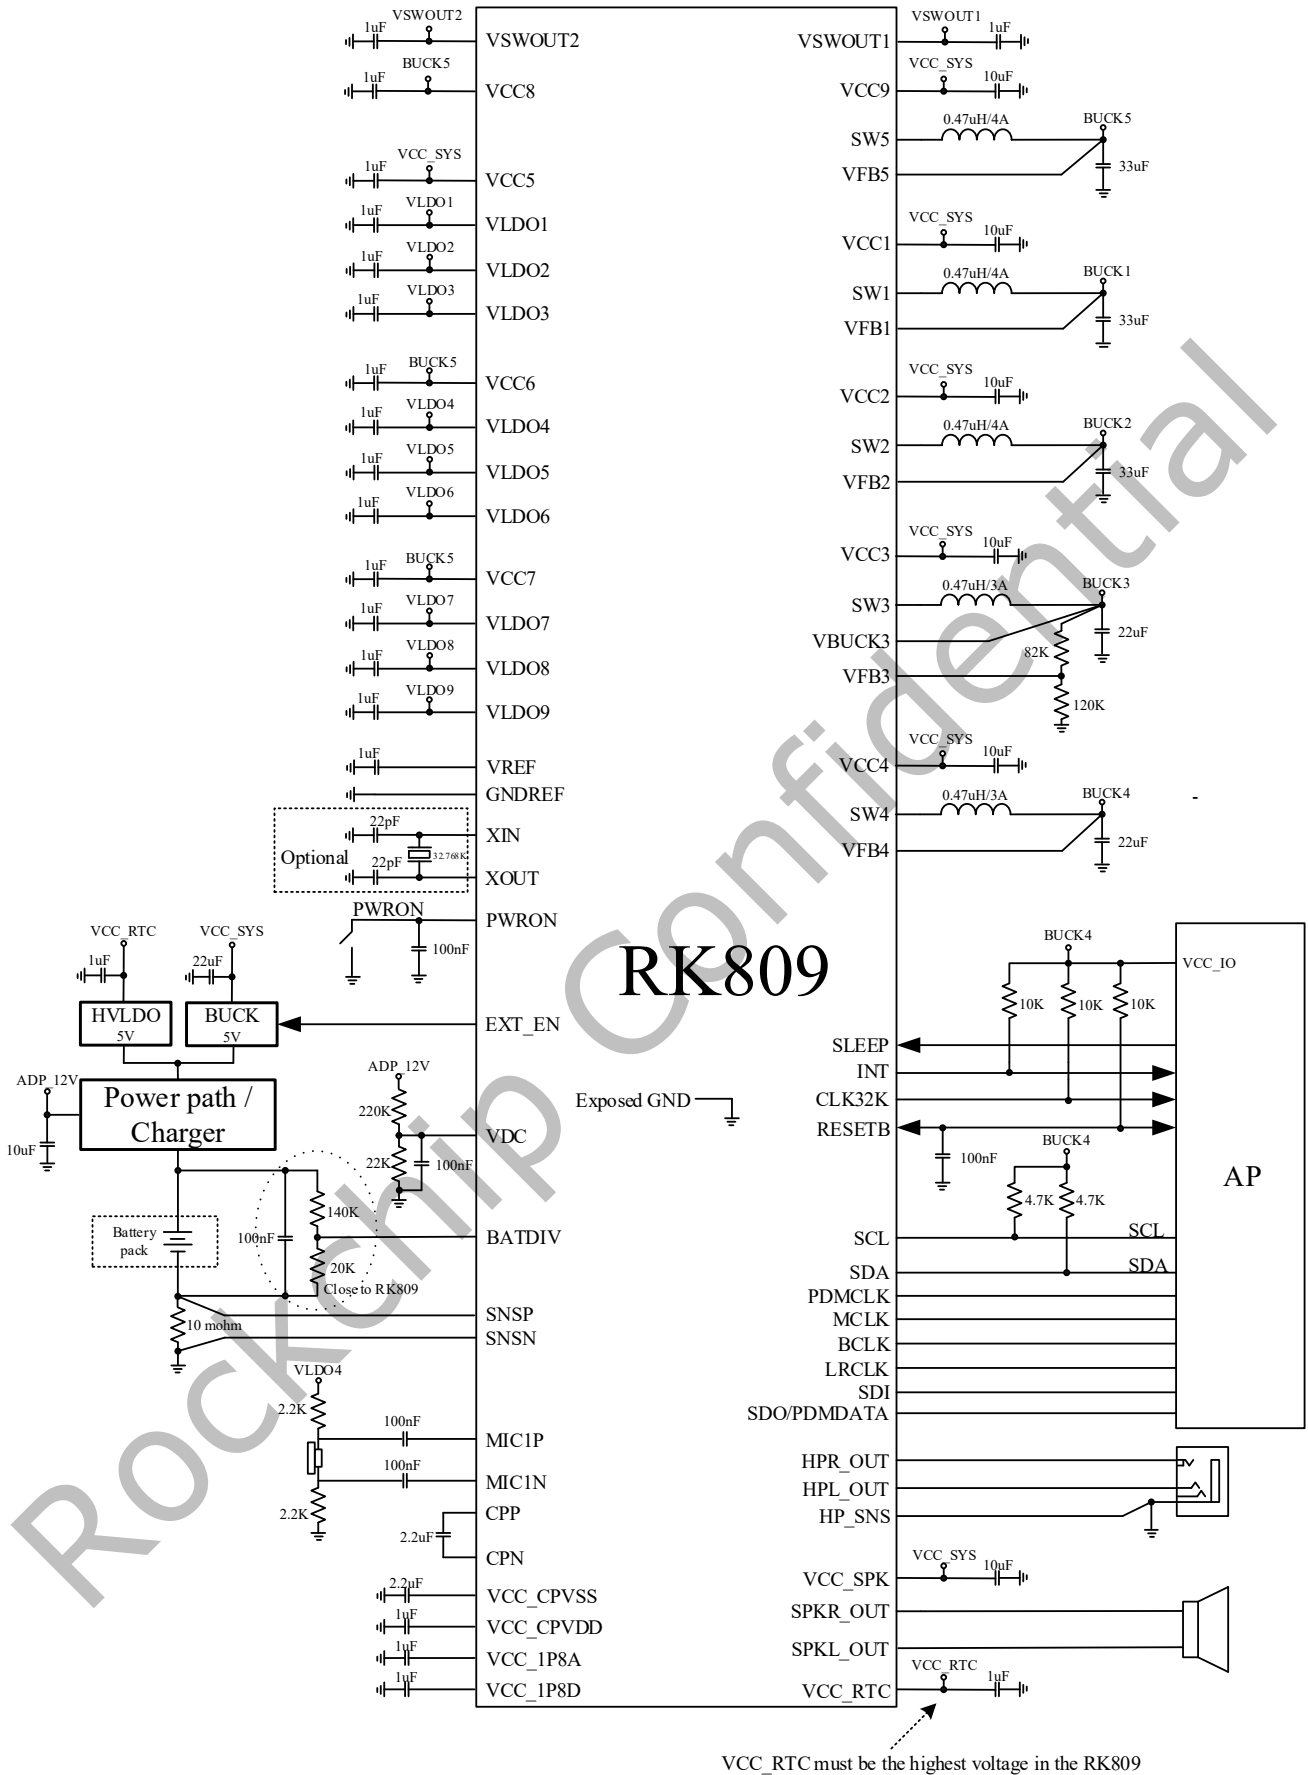 VSWOUT2
1uF
VSWOUT2
BUCK5
1uF
VCC8
VCC_SYS
1uF
VCC5
VLDO1
1uF
VLDO1
VLDO2
1uF
VLDO2
VLDO3
1uF
VLDO3
BUCK5
1uF
VCC6
VLDO4
1uF
VLDO4
VLDO5
1uF
VLDO5
VLDO6
1uF
VLDO6
BUCK5
1uF
VCC7
VLDO7
1uF
VLDO7
VLDO8
1uF
VLDO8
VLDO9
1uF
VLDO9
1uF
VREF
GNDREF
22pF
XIN
Optional
32.768K
22pF
XOUT
PWRON
PWRON
100nF
VCC_RTC
VCC_SYS
1uF
22uF
HVLDO
5V
BUCK
5V
EXT_EN
ADP_12V
Power path /
Charger
10uF
ADP_12V
220K
VDC
22K
100nF
140K
100nF
BATDIV
20K
Close to RK809
Battery
pack
SNSP
10 mohm
SNSN
VLDO4
2.2K
100nF
MIC1P
100nF
MIC1N
2.2K
CPP
2.2uF
CPN
2.2uF
VCC_CPVSS
1uF
VCC_CPVDD
1uF
VCC_1P8A
1uF
VCC_1P8D
RK809
Exposed GND
VSWOUT1
1uF
VSWOUT1
VCC_SYS
10uF
VCC9
0.47uH/4A
BUCK5
SW5
VFB5
33uF
VCC_SYS
10uF
VCC1
0.47uH/4A
BUCK1
SW1
VFB1
33uF
VCC_SYS
10uF
VCC2
0.47uH/4A
BUCK2
SW2
VFB2
33uF
VCC_SYS
10uF
VCC3
0.47uH/3A
BUCK3
SW3
VBUCK3
22uF
82K
VFB3
120K
VCC_SYS
10uF
VCC4
0.47uH/3A
BUCK4
-
SW4
VFB4
22uF
BUCK4
VCC_IO
10K
10K
10K
SLEEP
INT
CLK32K
RESETB
100nF
BUCK4
AP
4.7K
4.7K
SCL
SCL
SDA
SDA
PDMCLK
MCLK
BCLK
LRCLK
SDI
SDO/PDMDATA
HPR_OUT
HPL_OUT
HP_SNS
VCC_SYS
10uF
VCC_SPK
SPKR_OUT
SPKL_OUT
VCC_RTC
1uF
VCC_RTC
VCC_RTC must be the highest voltage in the RK809
Rockchip Confidential